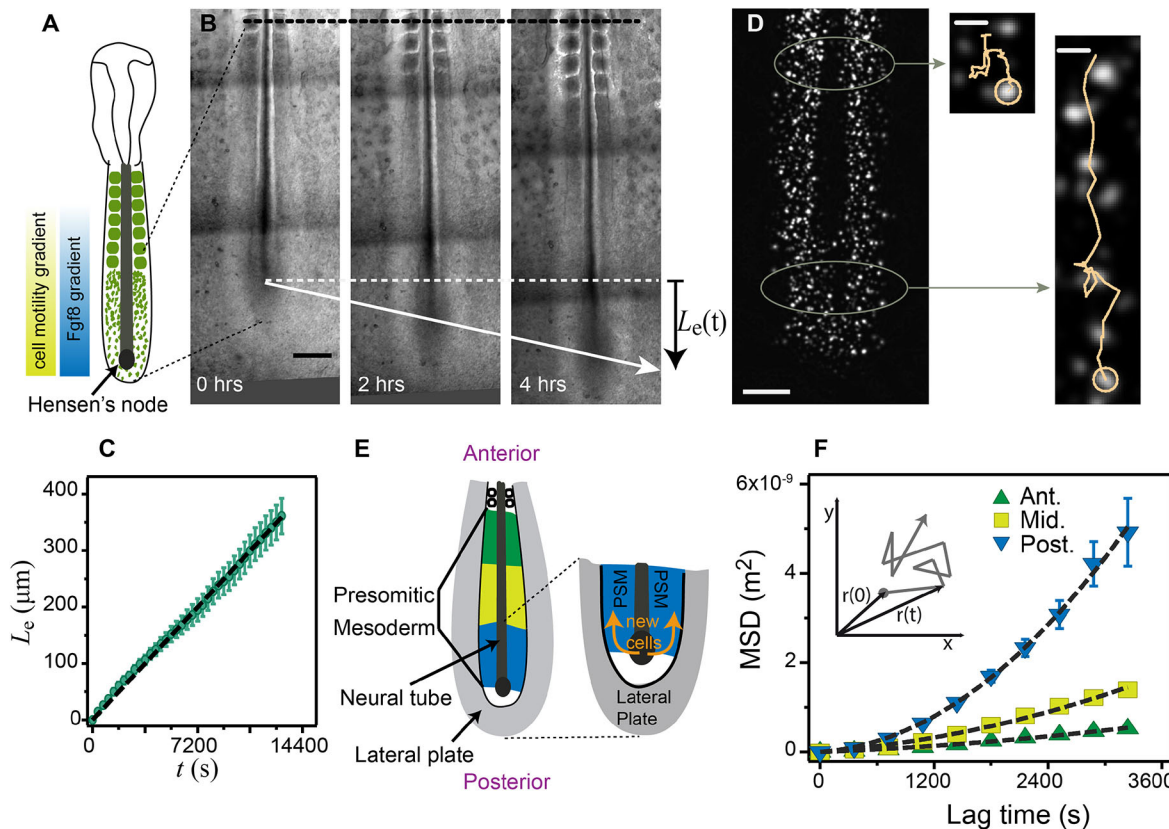 A
cell motility gradient
Fgf8 gradient
Hensen's node
B
0 hrs
2 hrs
4 hrs
Le(t)
D
C
400
300
200
100
0
Le (µm)
0
7200
14400
t (s)
E
Anterior
Presomitic
Mesoderm
Neural tube
Lateral plate
Posterior
PSM
PSM
new
cells
Lateral
Plate
F
6x10⁻⁹
4
2
0
MSD (m²)
Ant.
Mid.
Post.
y
r(0)
r(t)
x
0
1200
2400
3600
Lag time (s)